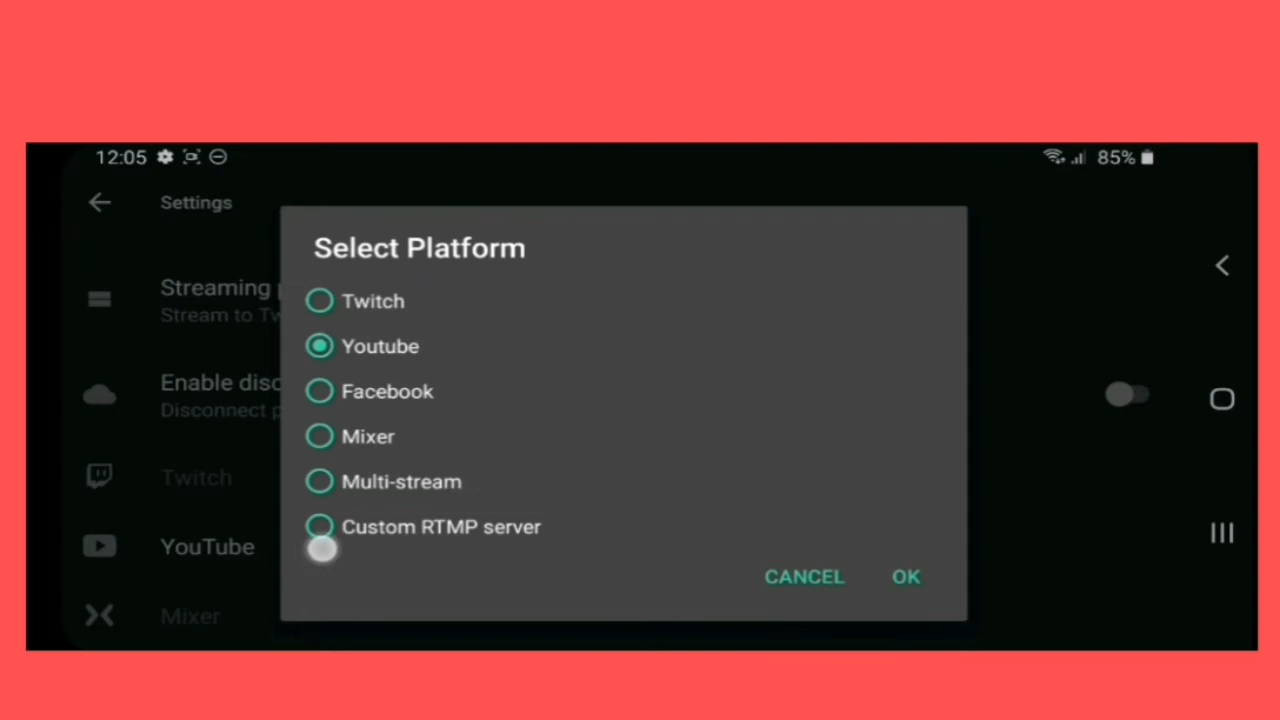 12:05 85%
Settings
Select Platform
Streaming
Stream to Tw
Twitch
Youtube
Enable disc
Disconnect p
Facebook
Mixer
Twitch
Multi-stream
Custom RTMP server
YouTube
CANCEL OK
Mixer